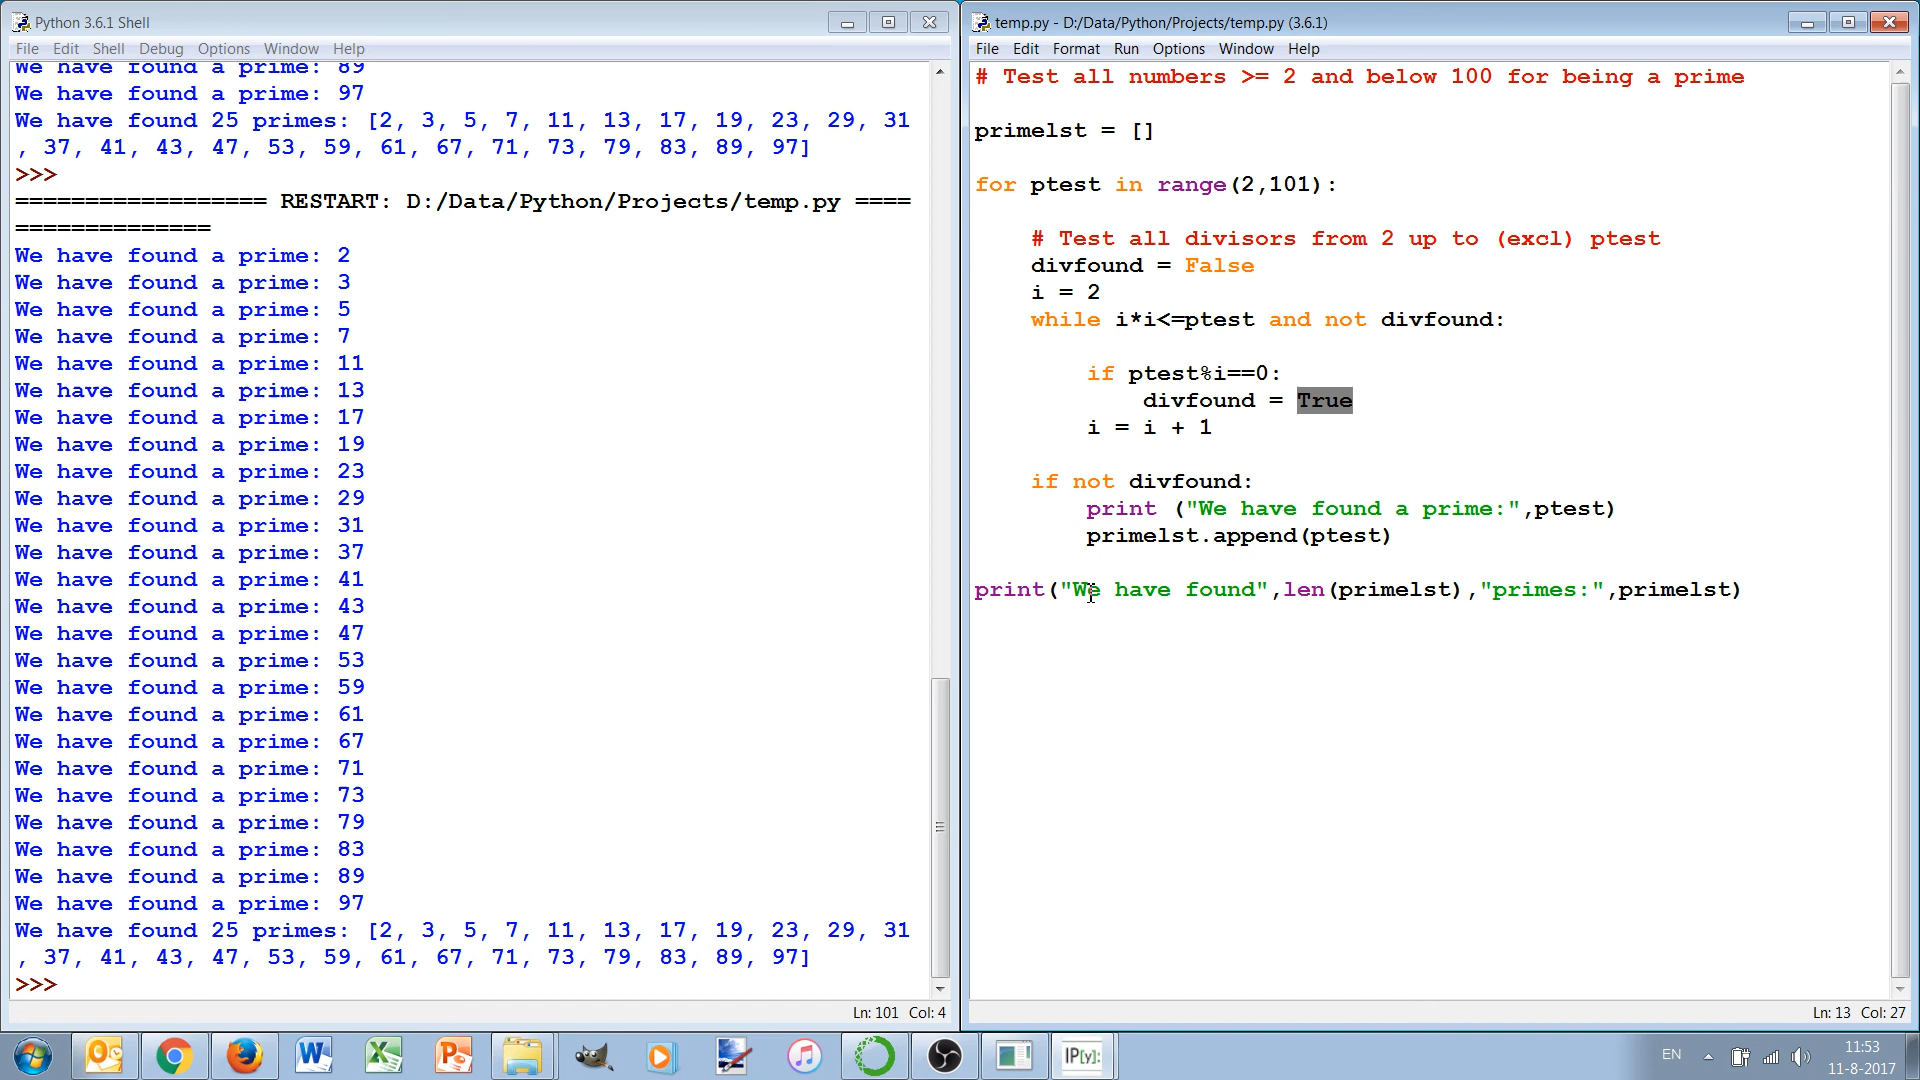 Python 3.6.1 Shell
File Edit Shell Debug Options Window Help
We have found a prime: 89
We have found a prime: 97
We have found 25 primes: [2, 3, 5, 7, 11, 13, 17, 19, 23, 29, 31
, 37, 41, 43, 47, 53, 59, 61, 67, 71, 73, 79, 83, 89, 97]
>>>
================== RESTART: D:/Data/Python/Projects/temp.py ====
==============
We have found a prime: 2
We have found a prime: 3
We have found a prime: 5
We have found a prime: 7
We have found a prime: 11
We have found a prime: 13
We have found a prime: 17
We have found a prime: 19
We have found a prime: 23
We have found a prime: 29
We have found a prime: 31
We have found a prime: 37
We have found a prime: 41
We have found a prime: 43
We have found a prime: 47
We have found a prime: 53
We have found a prime: 59
We have found a prime: 61
We have found a prime: 67
We have found a prime: 71
We have found a prime: 73
We have found a prime: 79
We have found a prime: 83
We have found a prime: 89
We have found a prime: 97
We have found 25 primes: [2, 3, 5, 7, 11, 13, 17, 19, 23, 29, 31
, 37, 41, 43, 47, 53, 59, 61, 67, 71, 73, 79, 83, 89, 97]
>>>
Ln: 101 Col: 4
temp.py - D:/Data/Python/Projects/temp.py (3.6.1)
File Edit Format Run Options Window Help
# Test all numbers >= 2 and below 100 for being a prime
primelst = []
for ptest in range(2,101):
# Test all divisors from 2 up to (excl) ptest
divfound = False
i = 2
while i*i<=ptest and not divfound:
if ptest%i==0:
divfound = True
i = i + 1
if not divfound:
print ("We have found a prime:",ptest)
primelst.append(ptest)
print("We have found",len(primelst),"primes:",primelst)
Ln: 13 Col: 27
IP[y]:
EN
11:53
11-8-2017